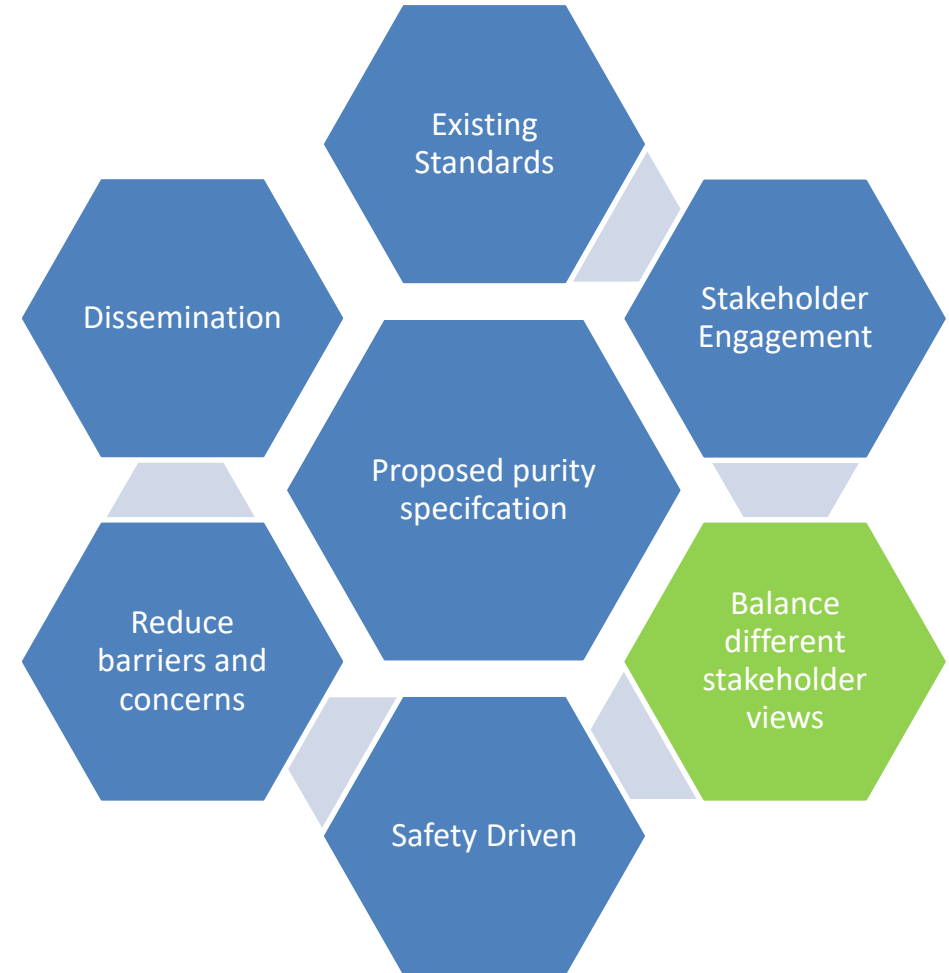 Existing
Standards
Stakeholder
Engagement
Balance
different
stakeholder
views
Safety Driven
Reduce
barriers and
concerns
Dissemination
Proposed purity
specifcation